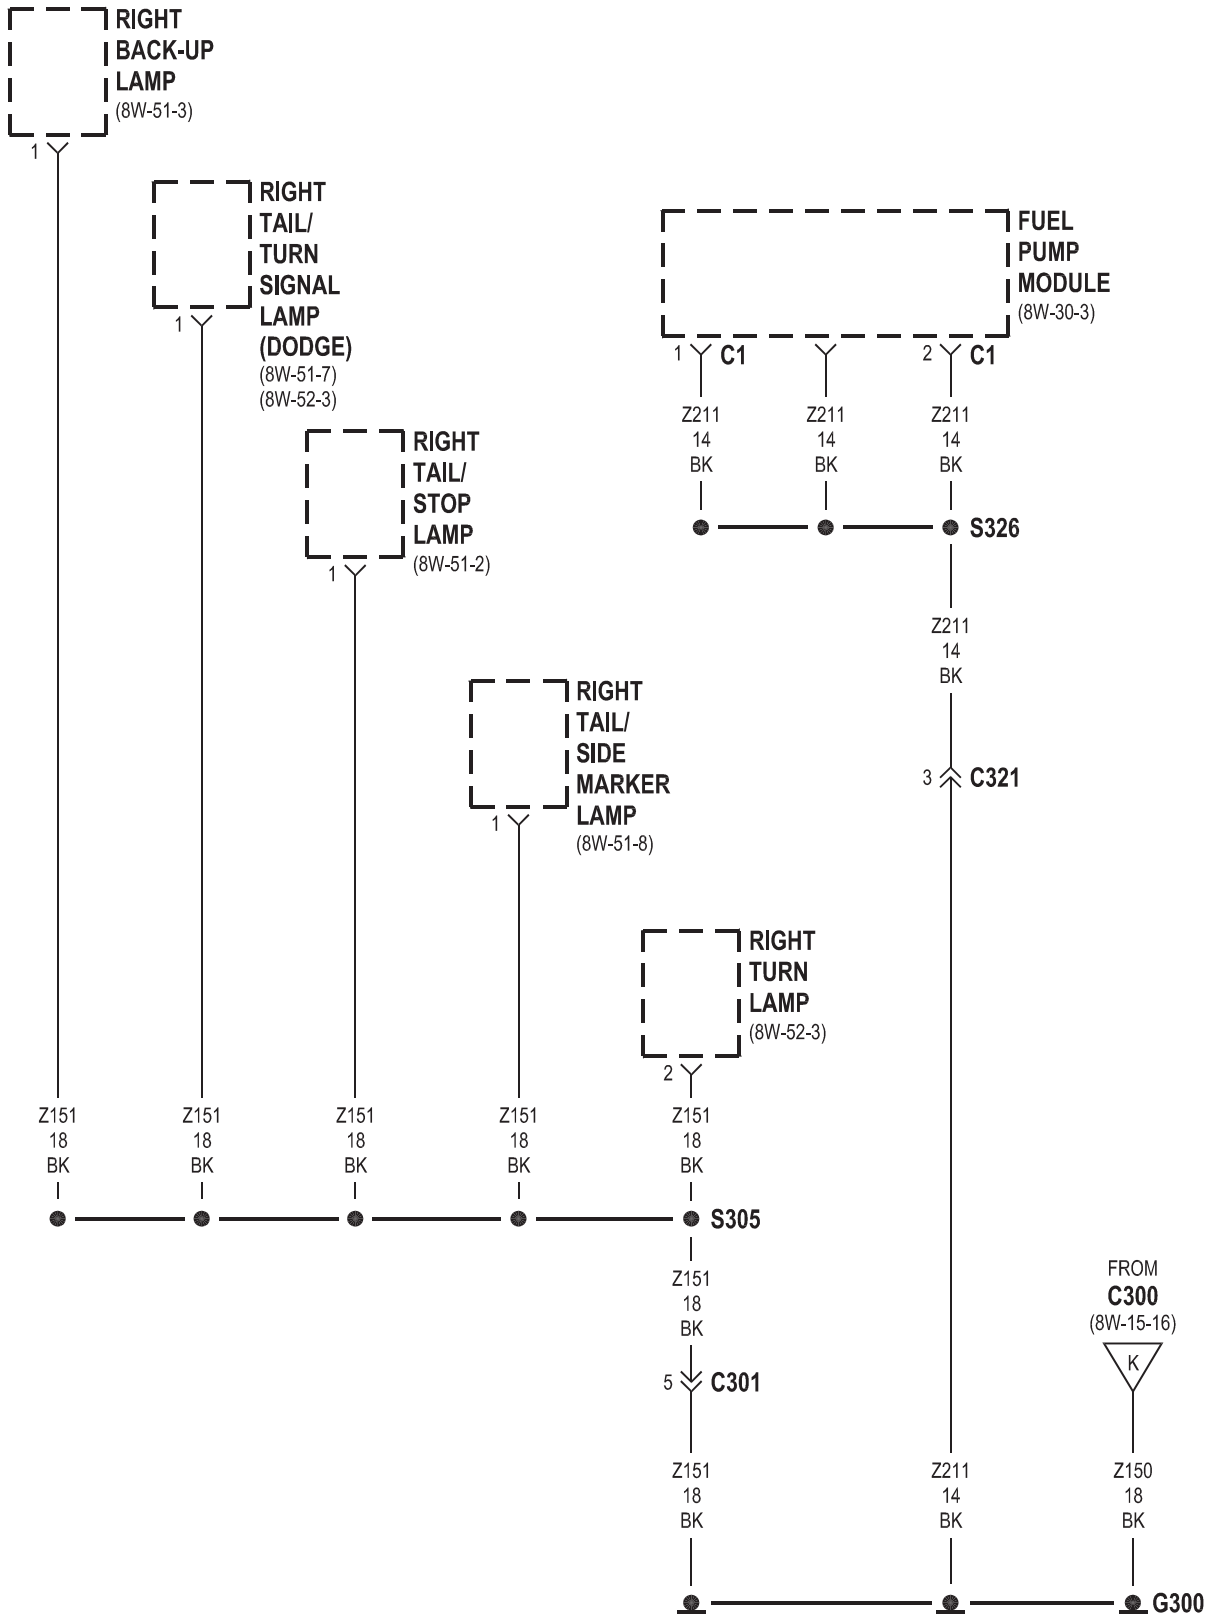 RIGHT
BACK-UP
LAMP
(8W-51-3)
1
RIGHT
TAIL/
TURN
SIGNAL
LAMP
(DODGE)
(8W-51-7)
(8W-52-3)
1
FUEL
PUMP
MODULE
(8W-30-3)
1 C1
2 C1
Z211 Z211 Z211
14 14 14
BK BK BK
RIGHT
TAIL/
STOP
LAMP
(8W-51-2)
1
S326
Z211
14
BK
RIGHT
TAIL/
SIDE
MARKER
LAMP
(8W-51-8)
1
3 C321
RIGHT
TURN
LAMP
(8W-52-3)
2
Z151 Z151 Z151 Z151 Z151
18 18 18 18 18
BK BK BK BK BK
S305
Z151
18
BK
FROM
C300
(8W-15-16)
K
5 C301
Z151 Z211 Z150
18 14 18
BK BK BK
G300